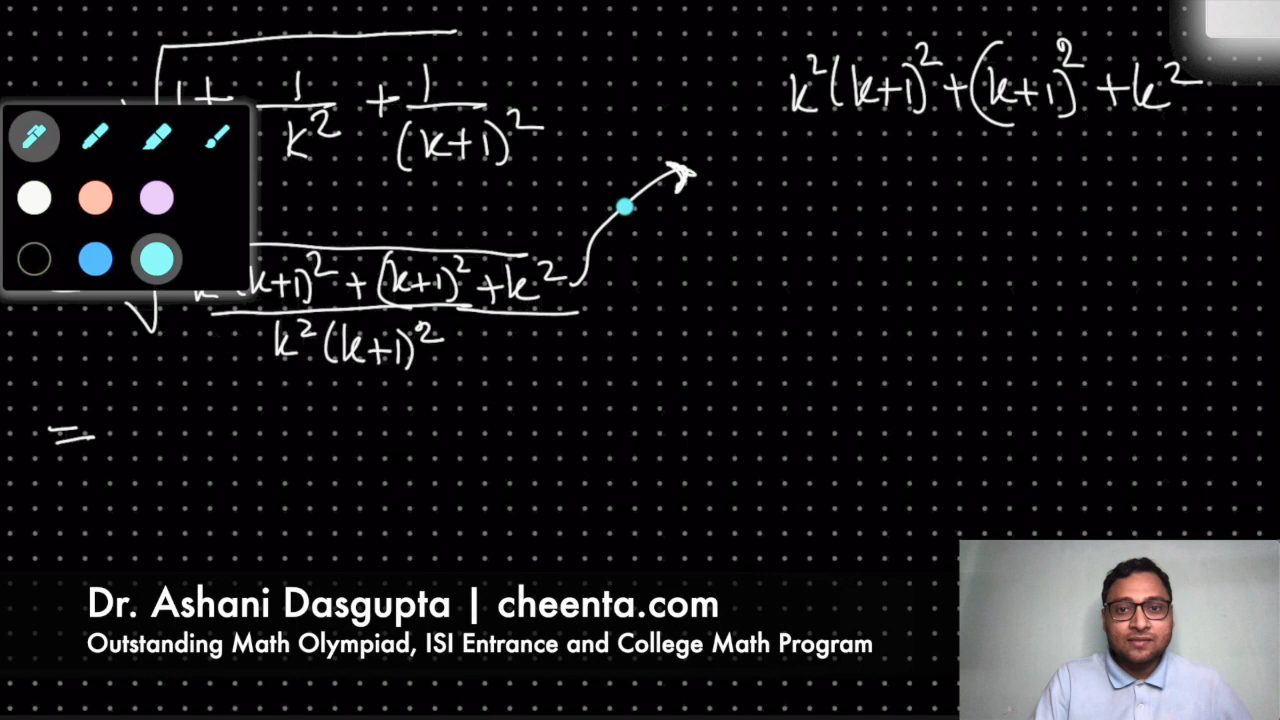 √1 + 1/k² + 1/(k+1)²
k²(k+1)² + (k+1)² + k²
√(k+1)² + (k+1)² + k²
k²(k+1)²
=
Dr. Ashani Dasgupta | cheenta.com
Outstanding Math Olympiad, ISI Entrance and College Math Program